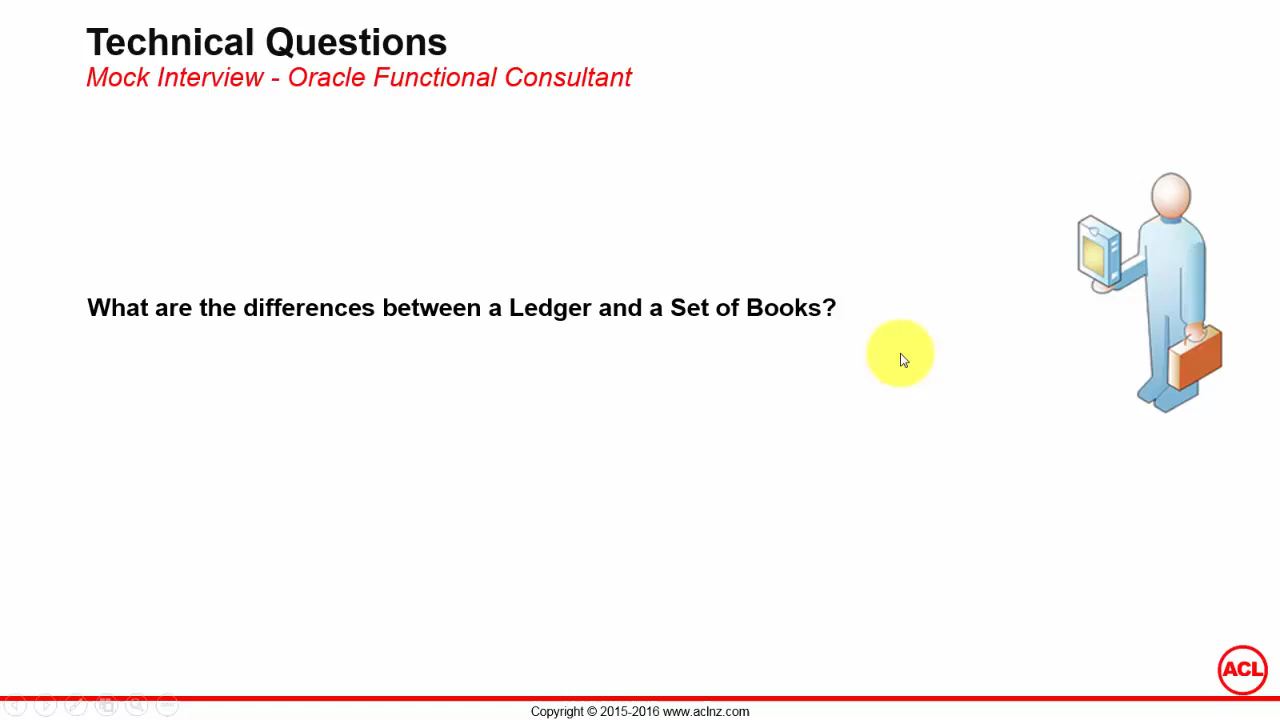 Technical Questions
Mock Interview - Oracle Functional Consultant
What are the differences between a Ledger and a Set of Books?
ACL
Copyright © 2015-2016 www.aclnz.com